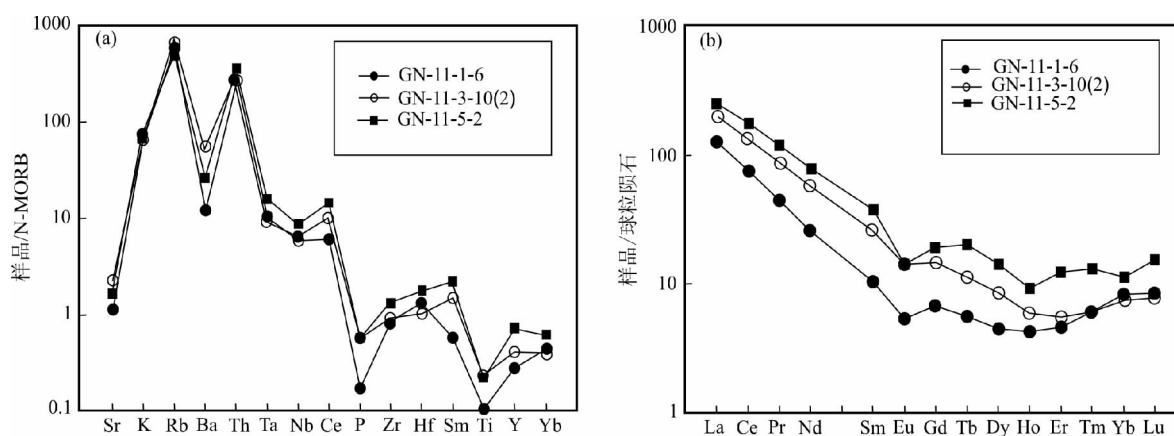 (a)
1000
100
10
1
0.1
样品/N-MORB
GN-11-1-6
GN-11-3-10(2)
GN-11-5-2
Sr K Rb Ba Th Ta Nb Ce P Zr Hf Sm Ti Y Yb
(b)
1000
100
10
1
样品/球粒陨石
GN-11-1-6
GN-11-3-10(2)
GN-11-5-2
La Ce Pr Nd Sm Eu Gd Tb Dy Ho Er Tm Yb Lu